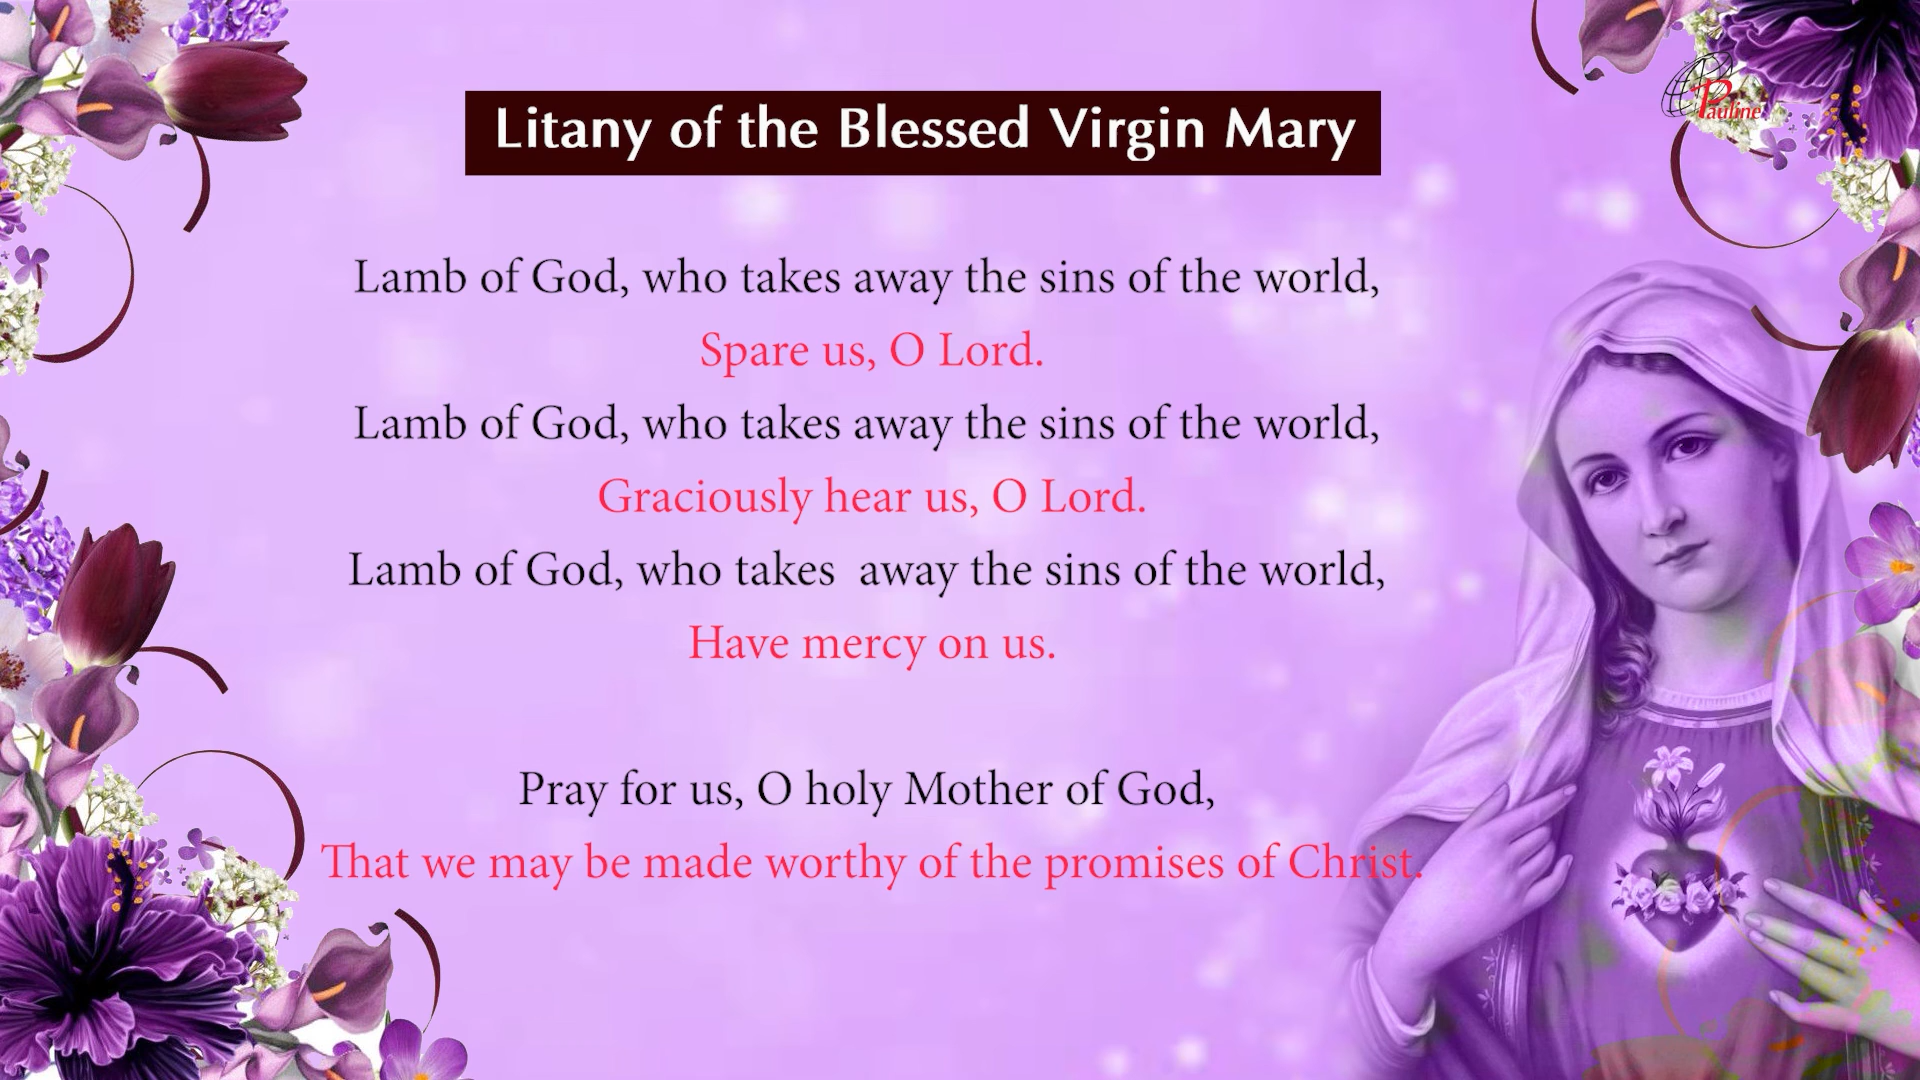 Pauline
Litany of the Blessed Virgin Mary
Lamb of God, who takes away the sins of the world,
Spare us, O Lord.
Lamb of God, who takes away the sins of the world,
Graciously hear us, O Lord.
Lamb of God, who takes  away the sins of the world,
Have mercy on us.
Pray for us, O holy Mother of God,
That we may be made worthy of the promises of Christ.